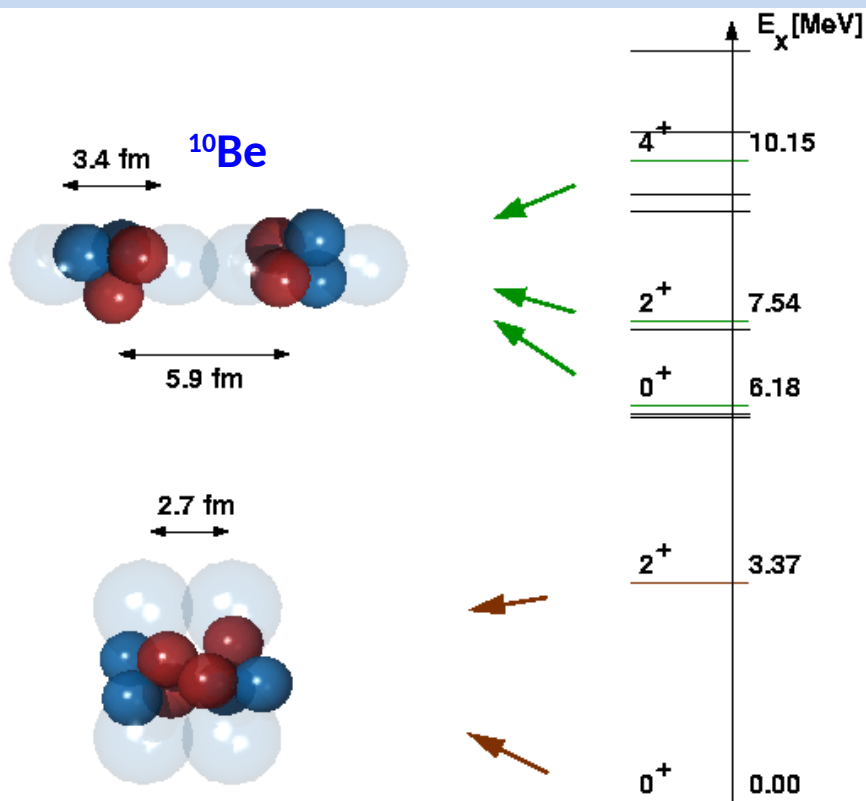 Eₓ[MeV]
¹⁰Be
3.4 fm
4⁺ 10.15
2⁺ 7.54
5.9 fm
0⁺ 6.18
2.7 fm
2⁺ 3.37
0⁺ 0.00